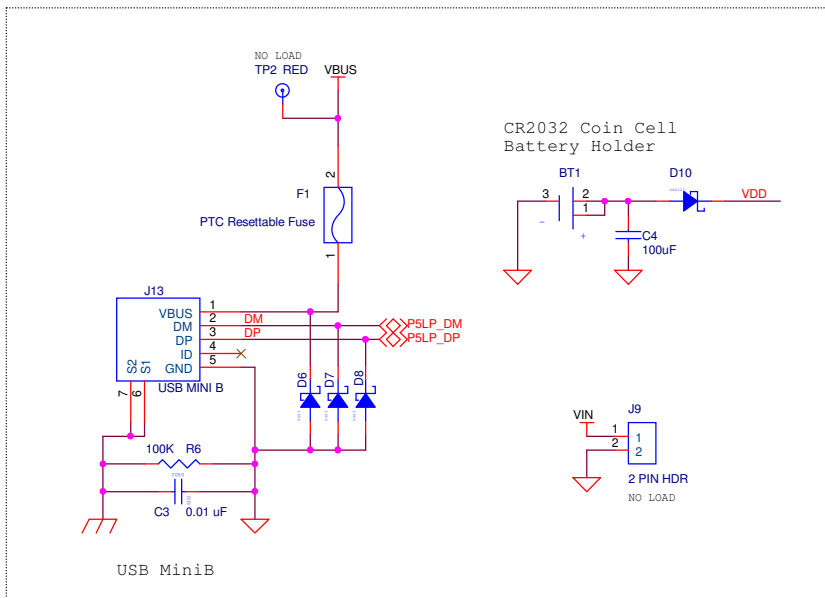 NO LOAD
TP2 RED
VBUS
2
F1
PTC Resettable Fuse
1
J13
VBUS 1
DM 2 DM
DP 3 DP
ID 4
GND 5
S2 S1
7 6
USB MINI B
P5LP_DM
P5LP_DP
D6 D7 D8
100K R6
C3 0.01 uF
USB MiniB
CR2032 Coin Cell
Battery Holder
BT1
D10
3 2
1
VDD
-
+
C4
100uF
VIN
J9
1 1
2 2
2 PIN HDR
NO LOAD